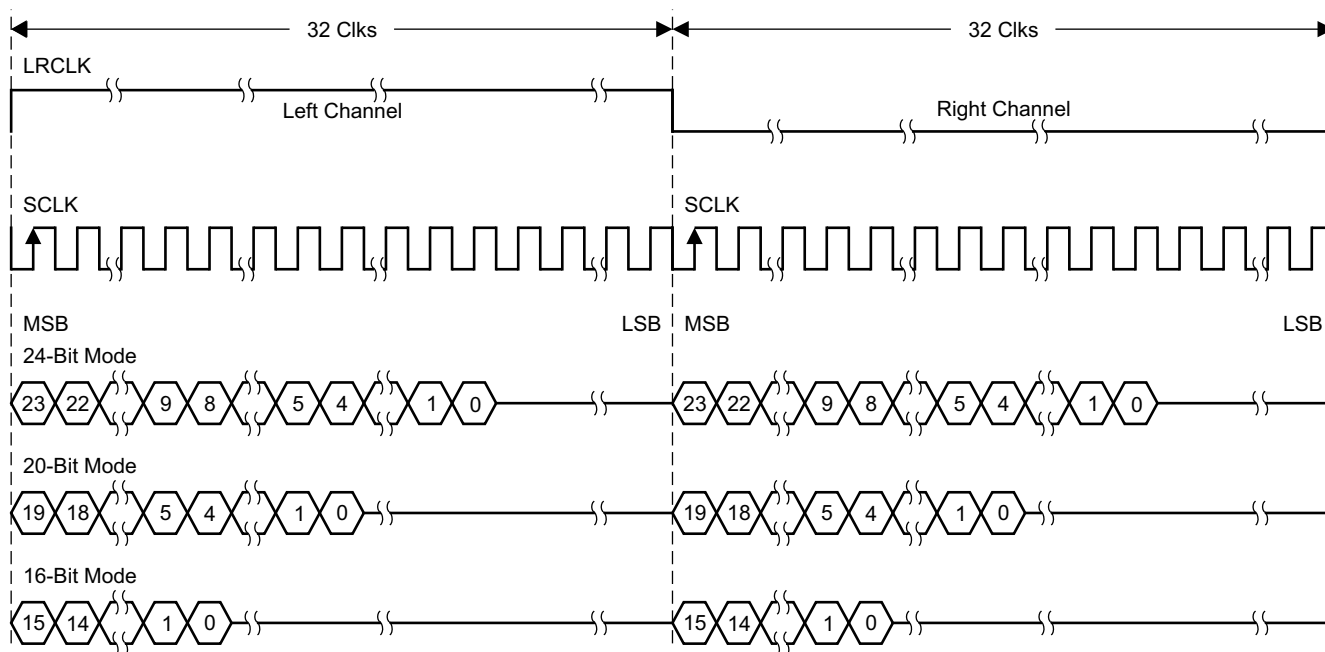 32 Clks 32 Clks
LRCLK
Left Channel Right Channel
SCLK SCLK
MSB LSB MSB LSB
24-Bit Mode
23 22 9 8 5 4 1 0 23 22 9 8 5 4 1 0
20-Bit Mode
19 18 5 4 1 0 19 18 5 4 1 0
16-Bit Mode
15 14 1 0 15 14 1 0